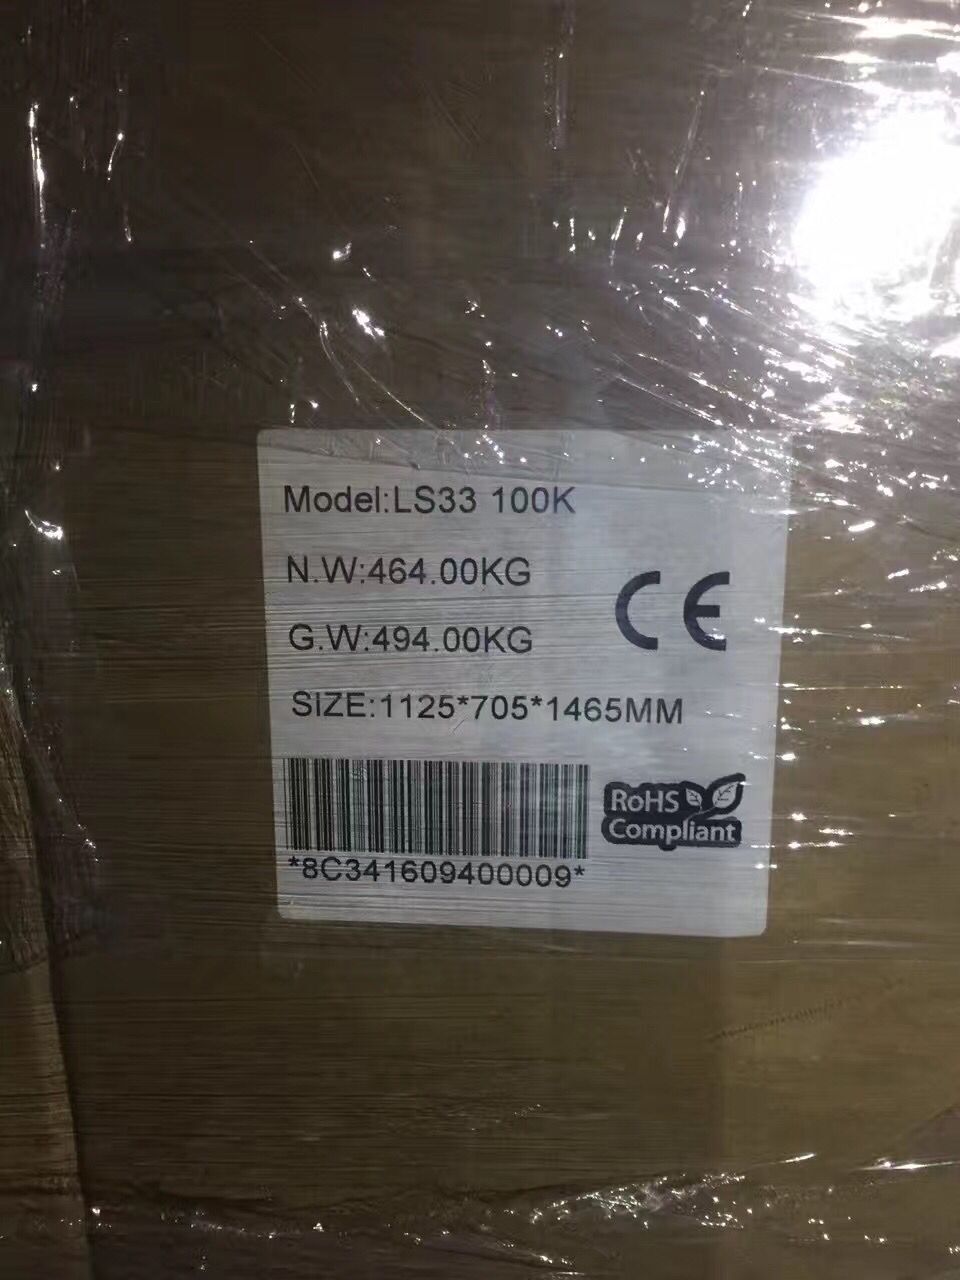 Model:LS33 100K
N.W:464.00KG
G.W:494.00KG
CE
SIZE:1125*705*1465MM
RoHS
Compliant
*8C341609400009*